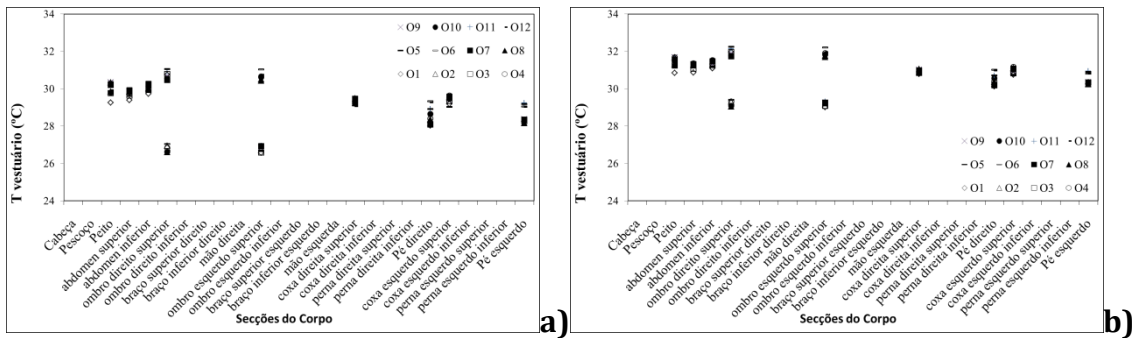 T vestuário (ºC)
34
32
30
28
26
24
× O9 ● O10 + O11 - O12
- O5 − O6 ■ O7 ▲ O8
◇ O1 △ O2 □ O3 ○ O4
Cabeça
Pescoço
Peito
abdomen superior
abdomen inferior
ombro direito superior
ombro direito inferior
braço superior direito
braço inferior direito
mão direita
ombro esquerdo superior
ombro esquerdo inferior
braço superior esquerdo
braço inferior esquerdo
mão esquerda
coxa direita superior
coxa direita inferior
perna direita superior
perna direita inferior
Pé direito
coxa esquerdo superior
coxa esquerdo inferior
perna esquerdo superior
perna esquerdo inferior
Pé esquerdo
Secções do Corpo
a)
T vestuário (ºC)
34
32
30
28
26
24
× O9 ● O10 + O11 - O12
- O5 − O6 ■ O7 ▲ O8
◇ O1 △ O2 □ O3 ○ O4
Cabeça
Pescoço
Peito
abdomen superior
abdomen inferior
ombro direito superior
ombro direito inferior
braço superior direito
braço inferior direito
mão direita
ombro esquerdo superior
ombro esquerdo inferior
braço superior esquerdo
braço inferior esquerdo
mão esquerda
coxa direita superior
coxa direita inferior
perna direita superior
perna direita inferior
Pé direito
coxa esquerdo superior
coxa esquerdo inferior
perna esquerdo superior
perna esquerdo inferior
Pé esquerdo
Secções do Corpo
b)